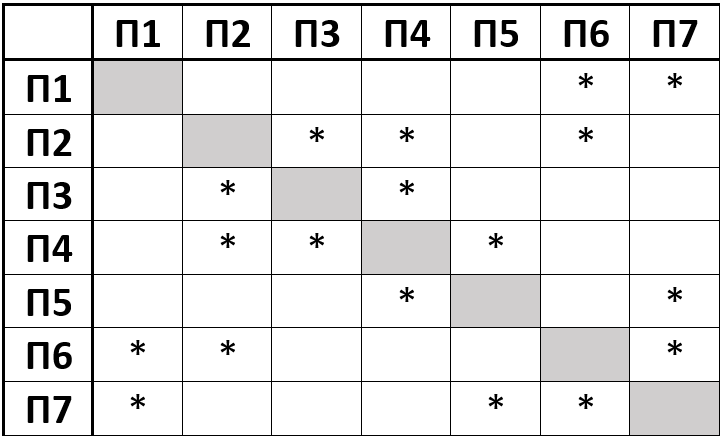 П1 П2 П3 П4 П5 П6 П7
П1 * *
П2 * * *
П3 * *
П4 * * *
П5 * *
П6 * * *
П7 * * *